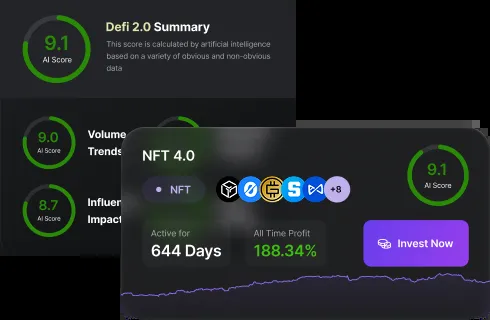 9.1
AI Score
Defi 2.0 Summary
This score is calculated by artificial intelligence
based on a variety of obvious and non-obvious
data
9.0
AI Score
Volume
Trends
8.7
AI Score
Influen
Impact
NFT 4.0
9.1
AI Score
NFT
+8
Active for
644 Days
All Time Profit
188.34%
Invest Now